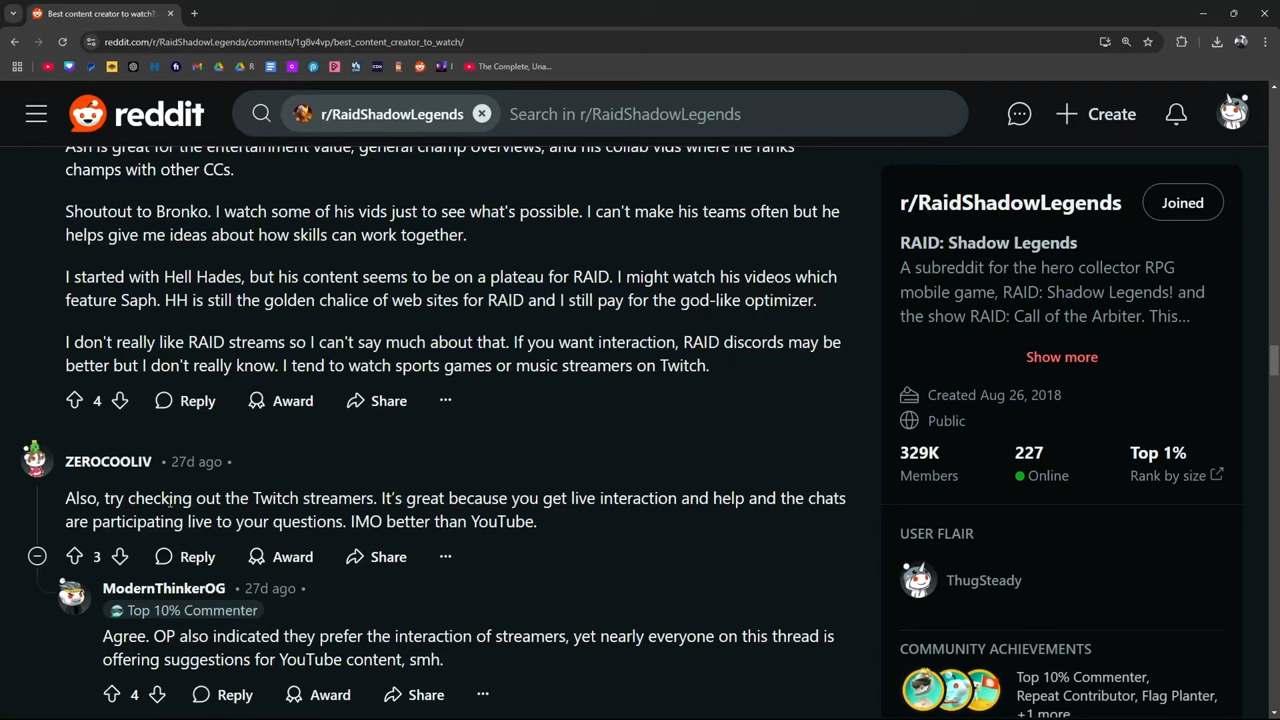 Best content creator to watch?
reddit.com/r/RaidShadowLegends/comments/1g8v4vp/best_content_creator_to_watch/
The Complete, Una...
reddit
r/RaidShadowLegends
Search in r/RaidShadowLegends
Create
Ash is great for the entertainment value, general champ overviews, and his collab vids where he ranks
champs with other CCs.
Shoutout to Bronko. I watch some of his vids just to see what's possible. I can't make his teams often but he
helps give me ideas about how skills can work together.
I started with Hell Hades, but his content seems to be on a plateau for RAID. I might watch his videos which
feature Saph. HH is still the golden chalice of web sites for RAID and I still pay for the god-like optimizer.
I don't really like RAID streams so I can't say much about that. If you want interaction, RAID discords may be
better but I don't really know. I tend to watch sports games or music streamers on Twitch.
4 Reply Award Share ...
ZEROCOOLIV • 27d ago •
Also, try checking out the Twitch streamers. It's great because you get live interaction and help and the chats
are participating live to your questions. IMO better than YouTube.
3 Reply Award Share ...
ModernThinkerOG • 27d ago •
Top 10% Commenter
Agree. OP also indicated they prefer the interaction of streamers, yet nearly everyone on this thread is
offering suggestions for YouTube content, smh.
4 Reply Award Share ...
r/RaidShadowLegends
Joined
RAID: Shadow Legends
A subreddit for the hero collector RPG
mobile game, RAID: Shadow Legends! and
the show RAID: Call of the Arbiter. This...
Show more
Created Aug 26, 2018
Public
329K 227 Top 1%
Members Online Rank by size
USER FLAIR
ThugSteady
COMMUNITY ACHIEVEMENTS
Top 10% Commenter,
Repeat Contributor, Flag Planter,
+1 more